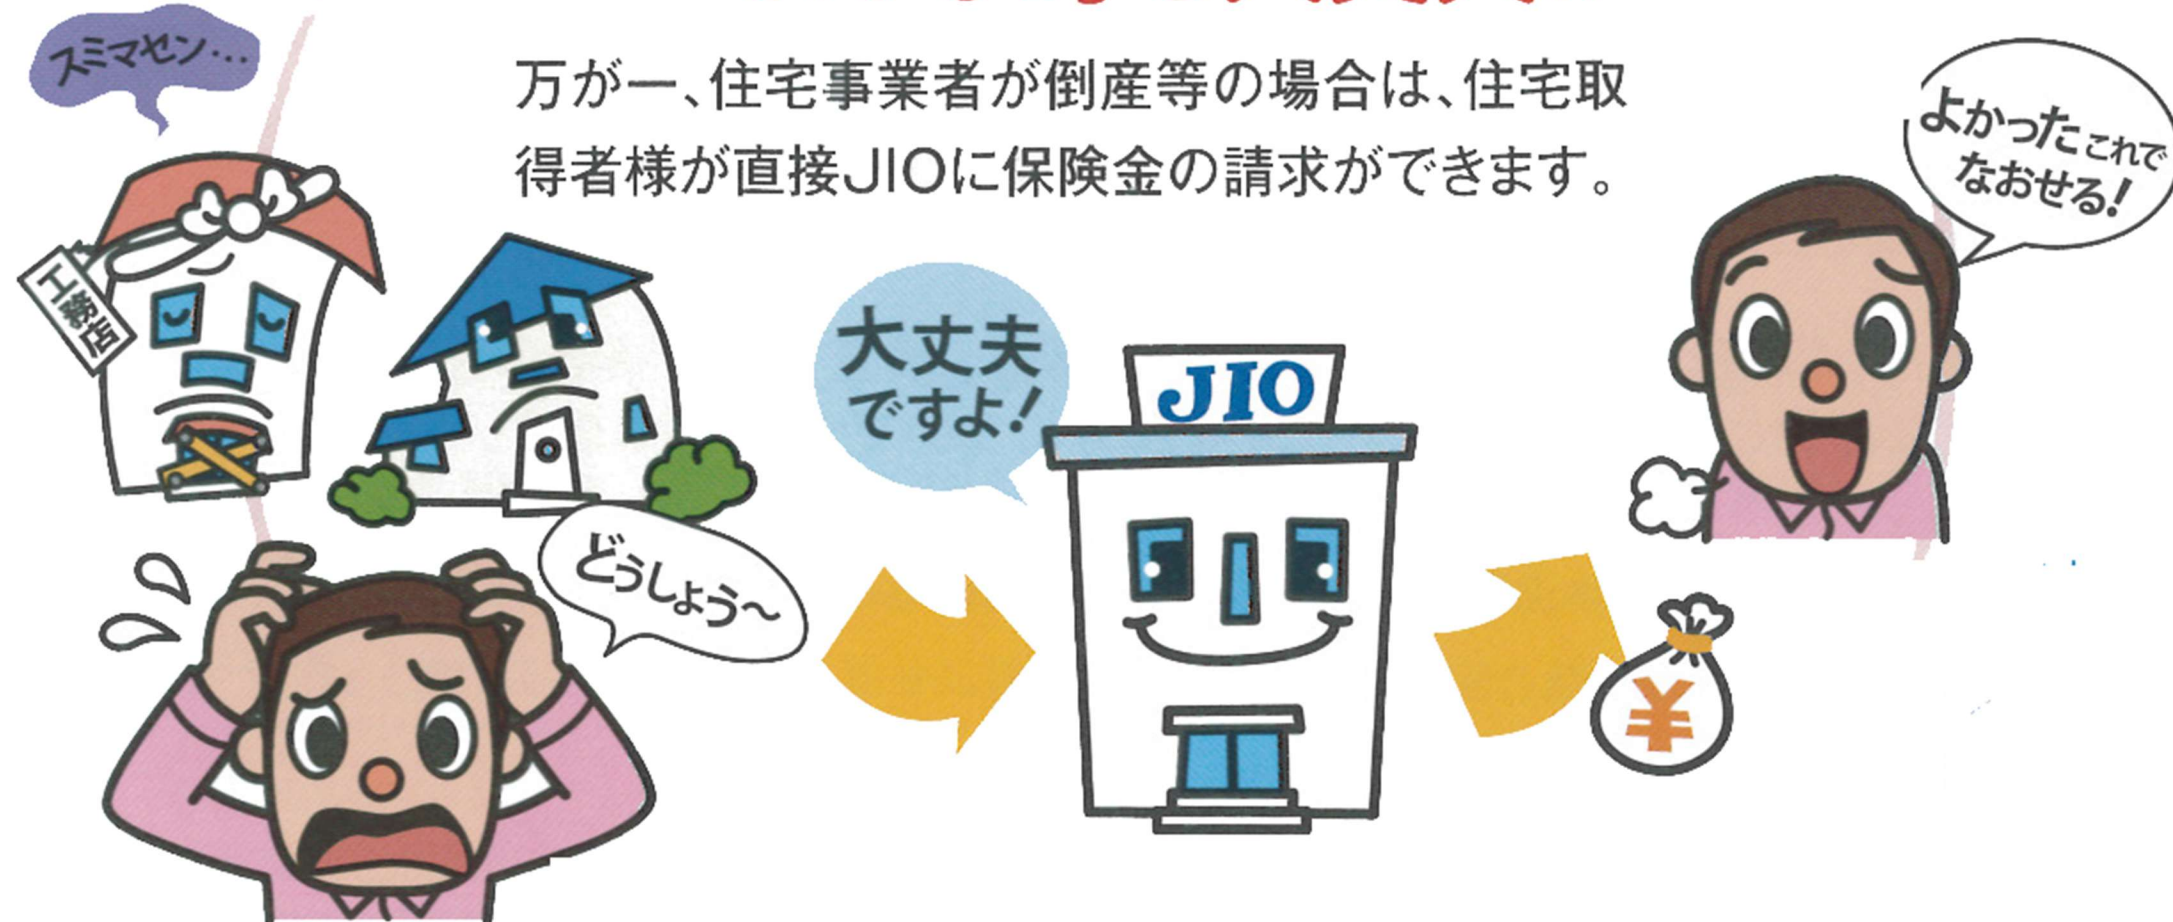 スミマセン…
万が一、住宅事業者が倒産等の場合は、住宅取
得者様が直接JIOに保険金の請求ができます。
よかった これで
なおせる!
工務店
大丈夫
ですよ!
JIO
どうしよう〜
¥